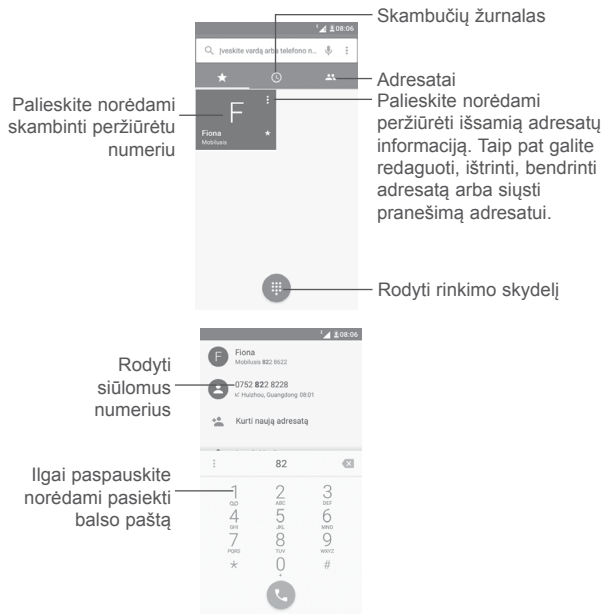 08:06
Skambučių žurnalas
Įveskite vardą arba telefono n...
Adresatai
Palieskite norėdami
skambinti peržiūrėtu
numeriu
F
Fiona
Mobilusis
Palieskite norėdami
peržiūrėti išsamią adresatų
informaciją. Taip pat galite
redaguoti, ištrinti, bendrinti
adresatą arba siųsti
pranešimą adresatui.
Rodyti rinkimo skydelį
08:06
F
Fiona
Mobilusis 822 8622
Rodyti
siūlomus
numerius
0752 822 8228
Huizhou, Guangdong 08:01
Kurti naują adresatą
82
Ilgai paspauskite
norėdami pasiekti
balso paštą
1 2 3
ABC DEF
4 5 6
GHI JKL MNO
7 8 9
PQRS TUV WXYZ
* 0 #
+